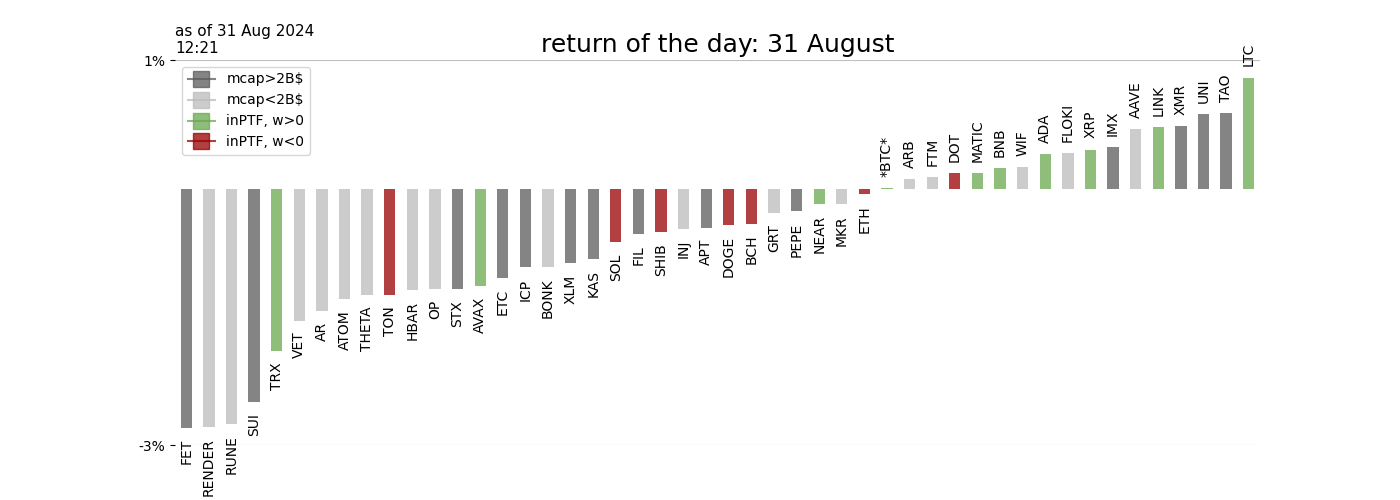 as of 31 Aug 2024
12:21
return of the day: 31 August
1%
mcap>2B$
mcap<2B$
inPTF, w>0
inPTF, w<0
-3%
FET
RENDER
RUNE
SUI
TRX
VET
AR
ATOM
THETA
TON
HBAR
OP
STX
AVAX
ETC
ICP
BONK
XLM
KAS
SOL
FIL
SHIB
INJ
APT
DOGE
BCH
GRT
PEPE
NEAR
MKR
ETH
*BTC*
ARB
FTM
DOT
MATIC
BNB
WIF
ADA
FLOKI
XRP
IMX
AAVE
LINK
XMR
UNI
TAO
LTC